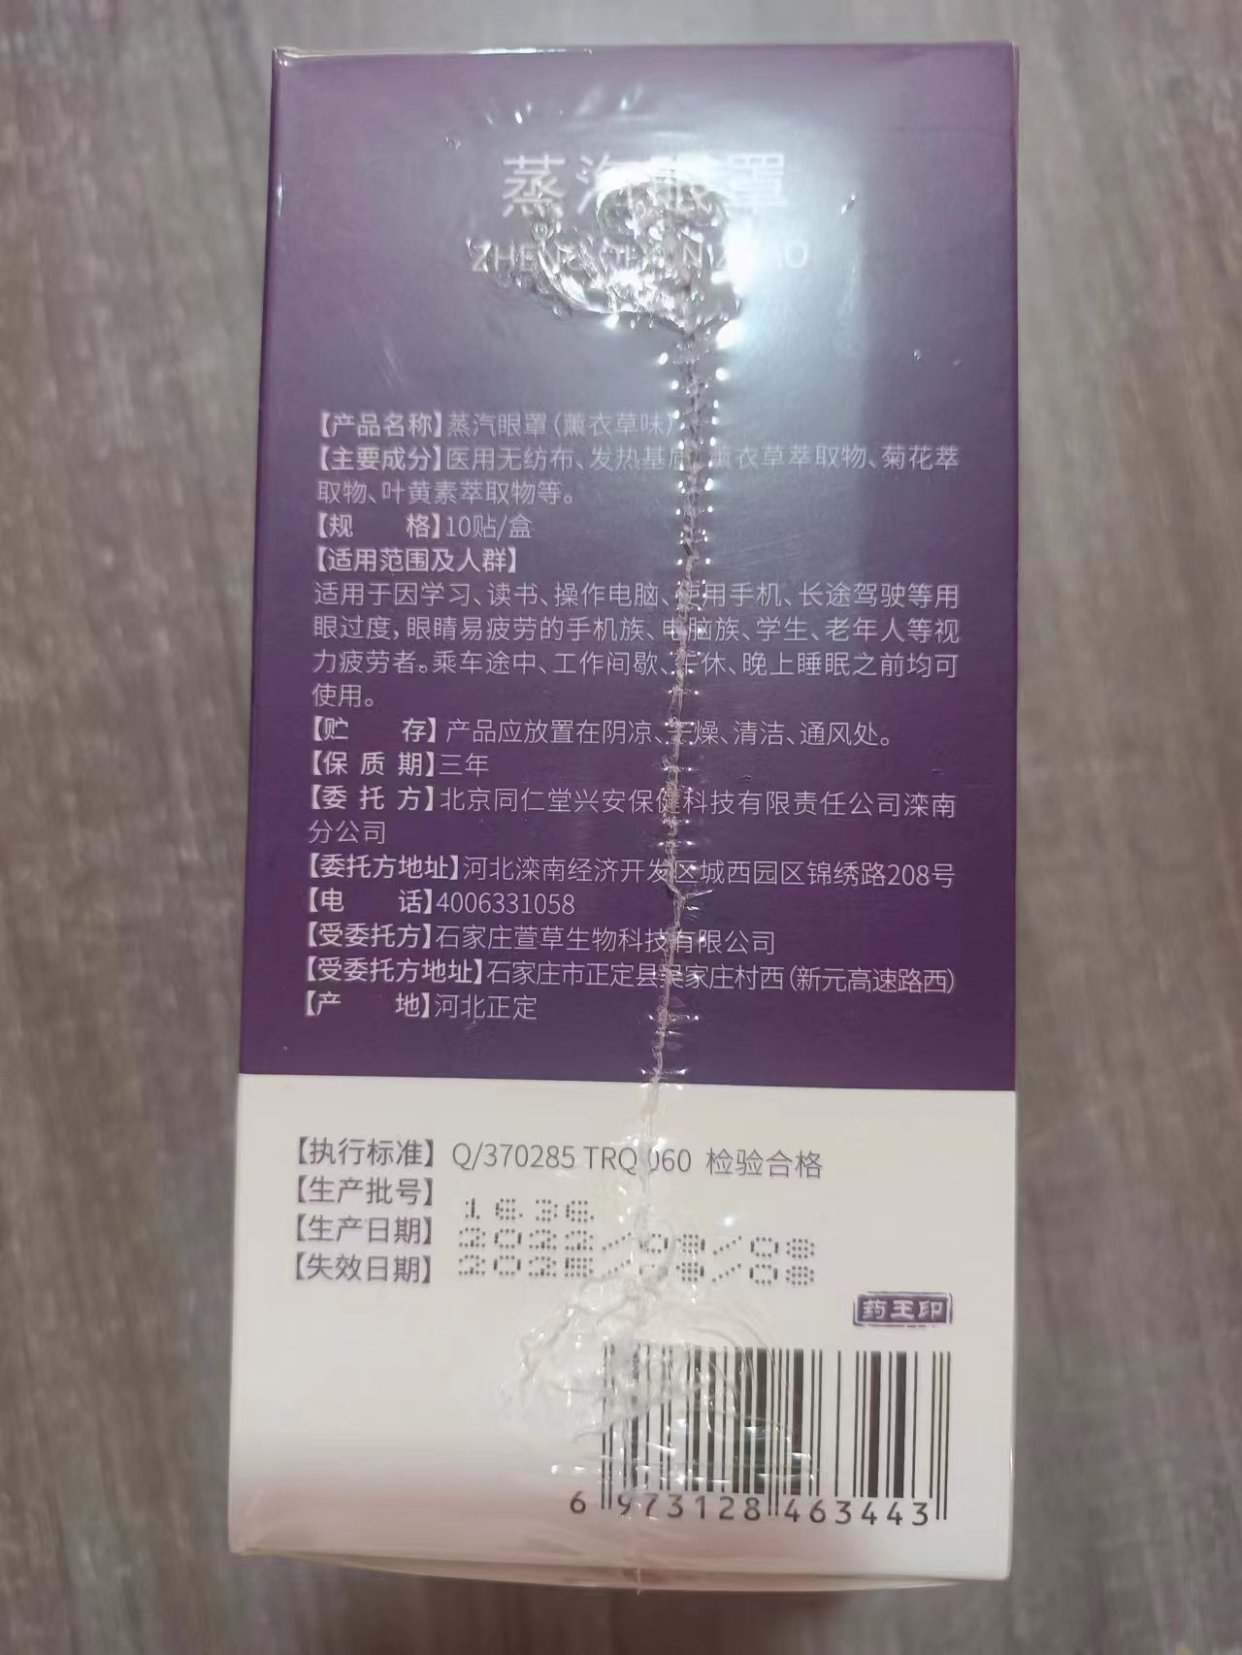 蒸汽眼罩
【产品名称】蒸汽眼罩(薰衣草味)
【主要成分】医用无纺布、发热基质、薰衣草萃取物、菊花萃
取物、叶黄素萃取物等。
【规 格】10贴/盒
【适用范围及人群】
适用于因学习、读书、操作电脑、使用手机、长途驾驶等用
眼过度,眼睛易疲劳的手机族、电脑族、学生、老年人等视
力疲劳者。乘车途中、工作间歇、午休、晚上睡眠之前均可
使用。
【贮 存】产品应放置在阴凉、干燥、清洁、通风处。
【保质期】三年
【委托方】北京同仁堂兴安保健科技有限责任公司滦南
分公司
【委托方地址】河北滦南经济开发区城西园区锦绣路208号
【电 话】4006331058
【受委托方】石家庄萱草生物科技有限公司
【受委托方地址】石家庄市正定县吴家庄村西(新元高速路西)
【产 地】河北正定
【执行标准】Q/370285 TRQ 060 检验合格
【生产批号】1636
【生产日期】2022/09/08
【失效日期】2025/09/08
药王印
6 973128 463443